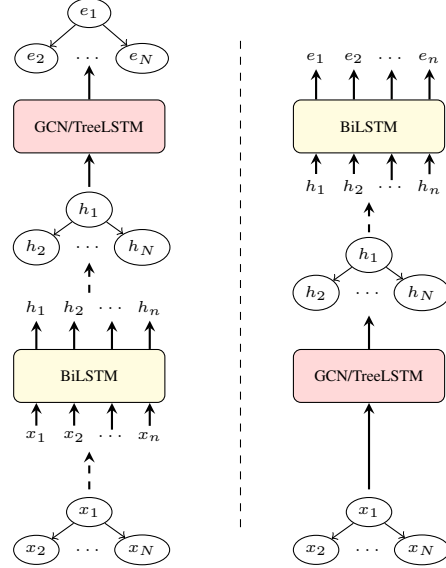 e1
e2 ... eN
GCN/TreeLSTM
h1
h2 ... hN
h1 h2 ... hn
BiLSTM
x1 x2 ... xn
x1
x2 ... xN
e1 e2 ... en
BiLSTM
h1 h2 ... hn
h1
h2 ... hN
GCN/TreeLSTM
x1
x2 ... xN